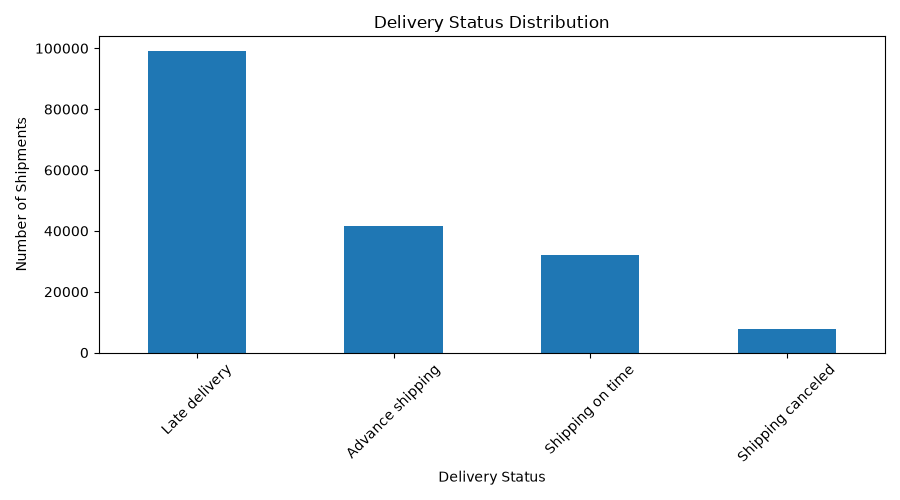 Delivery Status Distribution
Number of Shipments
100000
80000
60000
40000
20000
0
Late delivery
Advance shipping
Shipping on time
Shipping canceled
Delivery Status